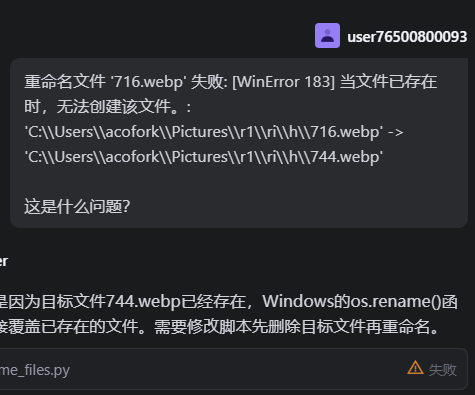 user76500800093
重命名文件 '716.webp' 失败: [WinError 183] 当文件已存在
时，无法创建该文件。:
'C:\\Users\\acofork\\Pictures\\r1\\ri\\h\\716.webp' ->
'C:\\Users\\acofork\\Pictures\\r1\\ri\\h\\744.webp'
这是什么问题?
er
是因为目标文件744.webp已经存在，Windows的os.rename()函
接覆盖已存在的文件。需要修改脚本先删除目标文件再重命名。
me_files.py
失败